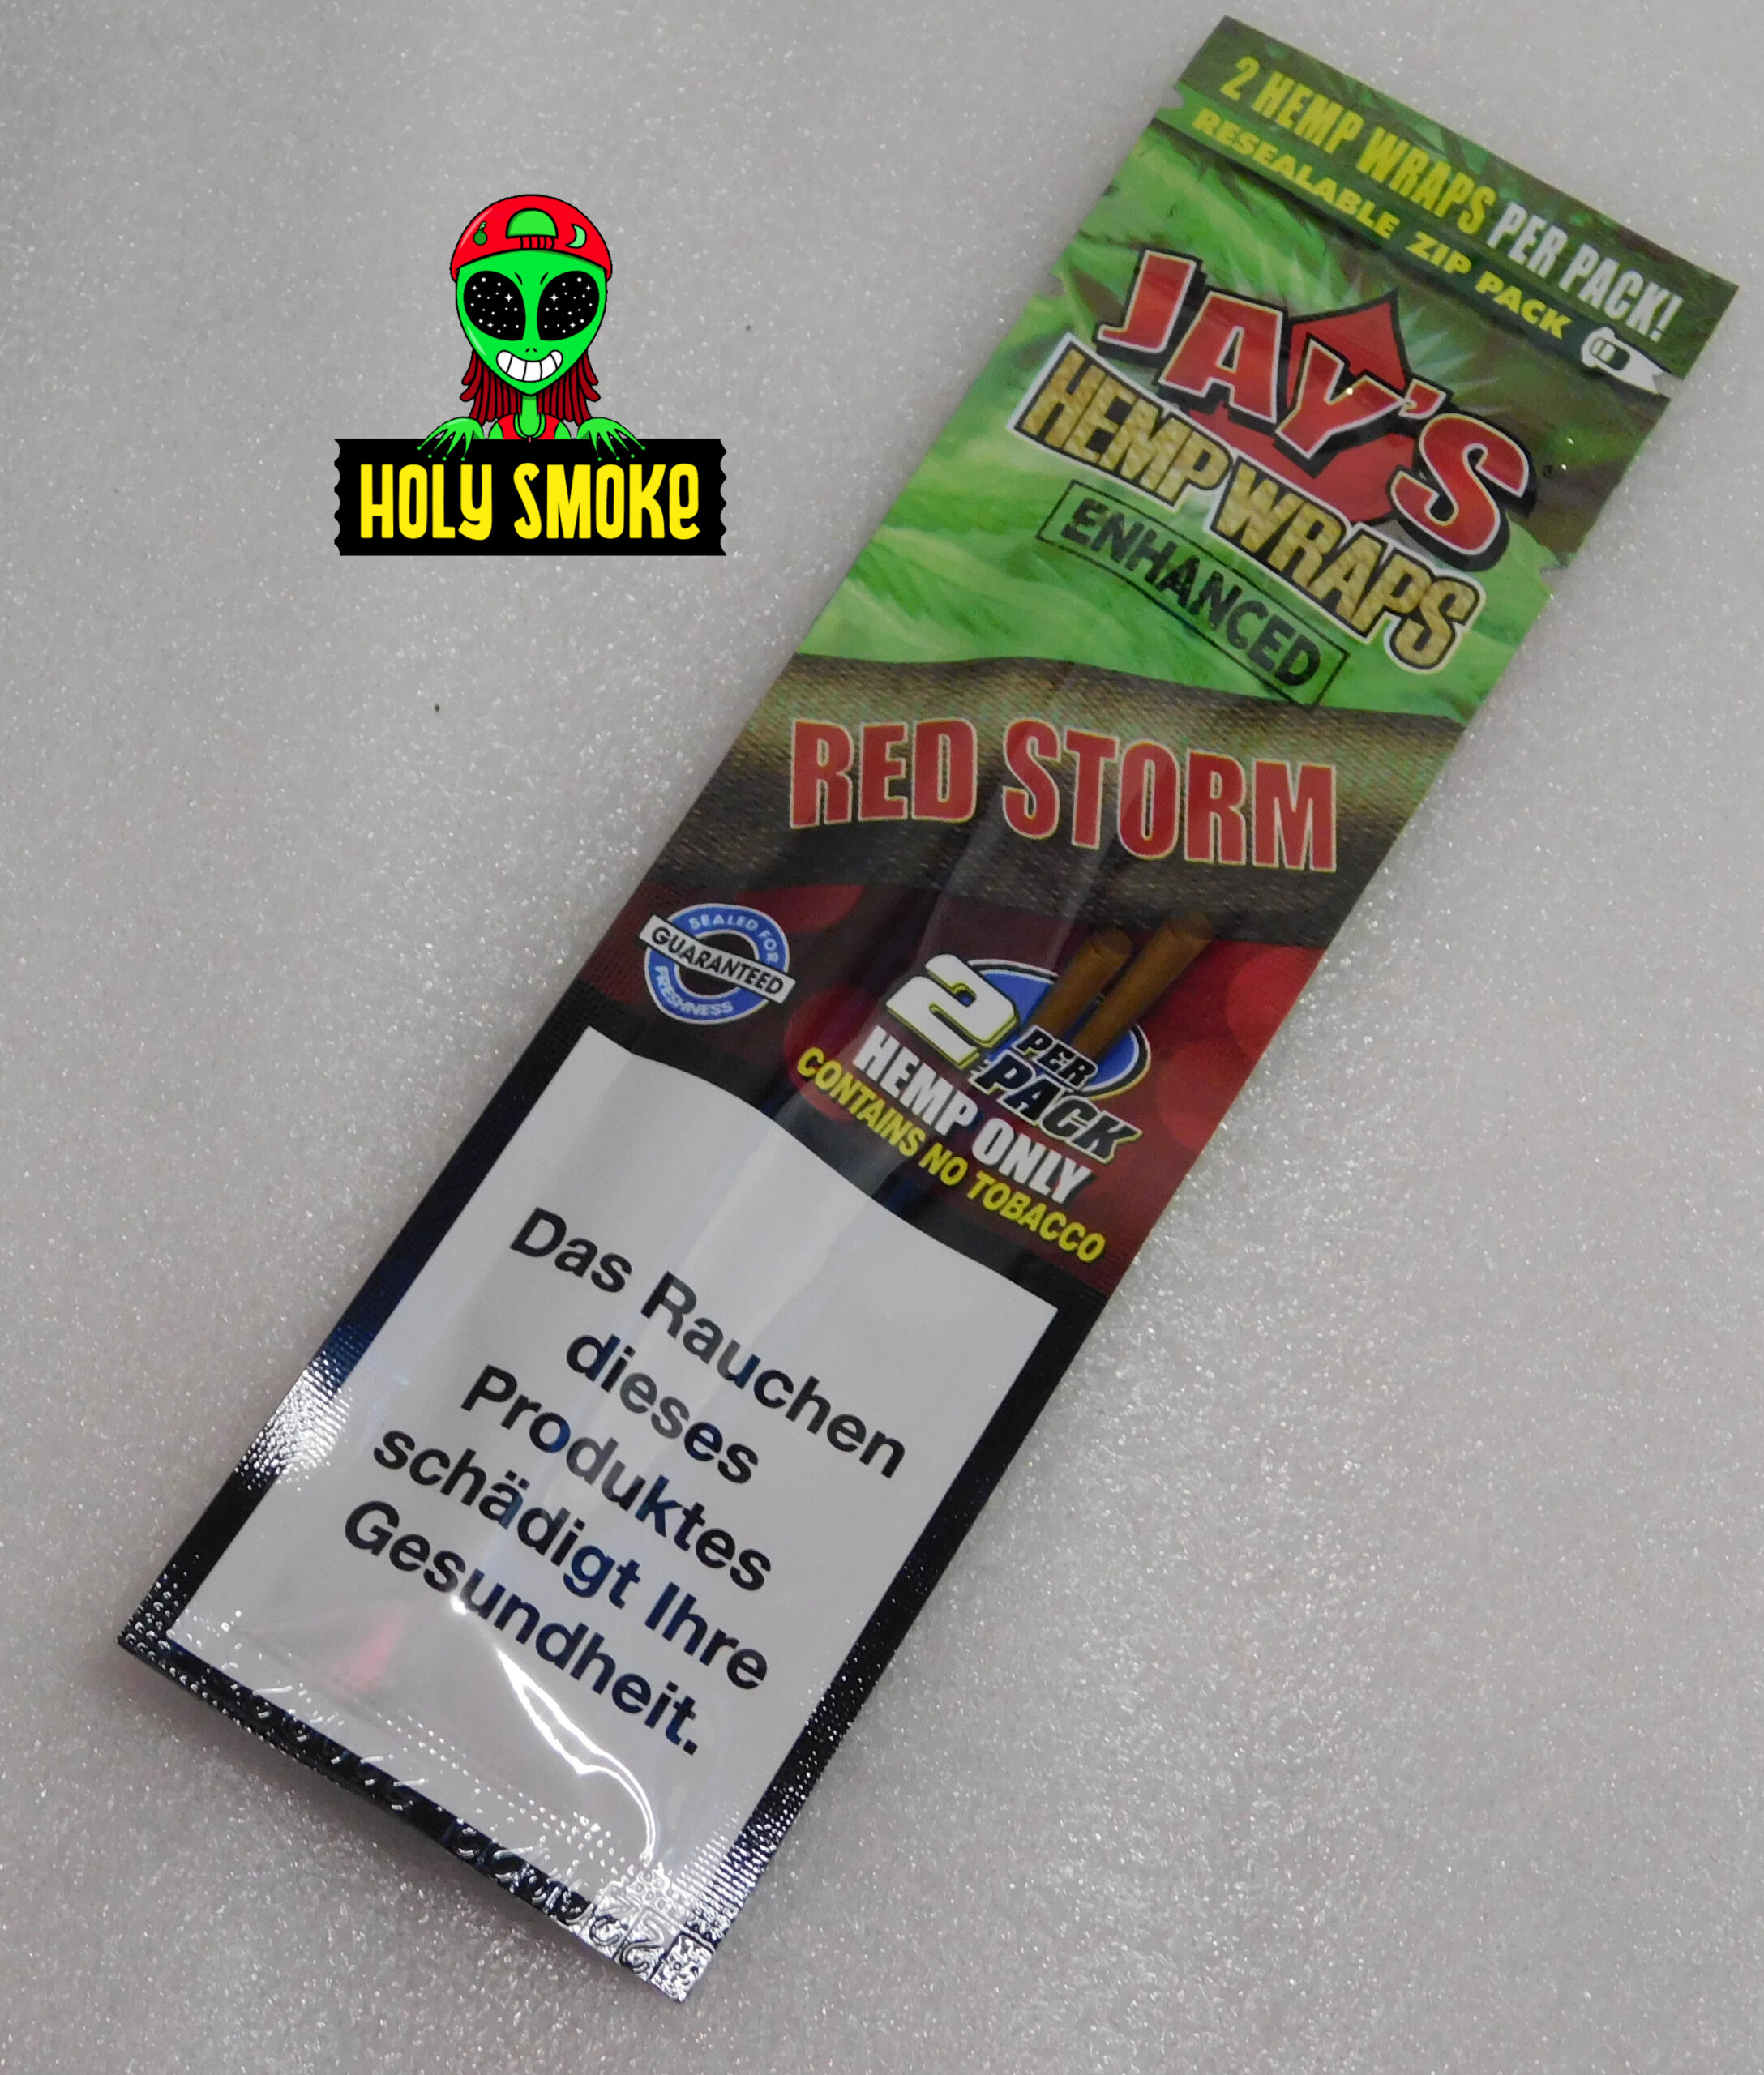 2 HEMP WRAPS PER PACK!
RESEALABLE ZIP PACK
JAY'S
HEMP WRAPS
ENHANCED
HOLY SMOKE
RED STORM
SEALED FOR
GUARANTEED
FRESHNESS
2 PER
PACK
HEMP ONLY
CONTAINS NO TOBACCO
Das Rauchen
dieses
Produktes
schädigt Ihre
Gesundheit.